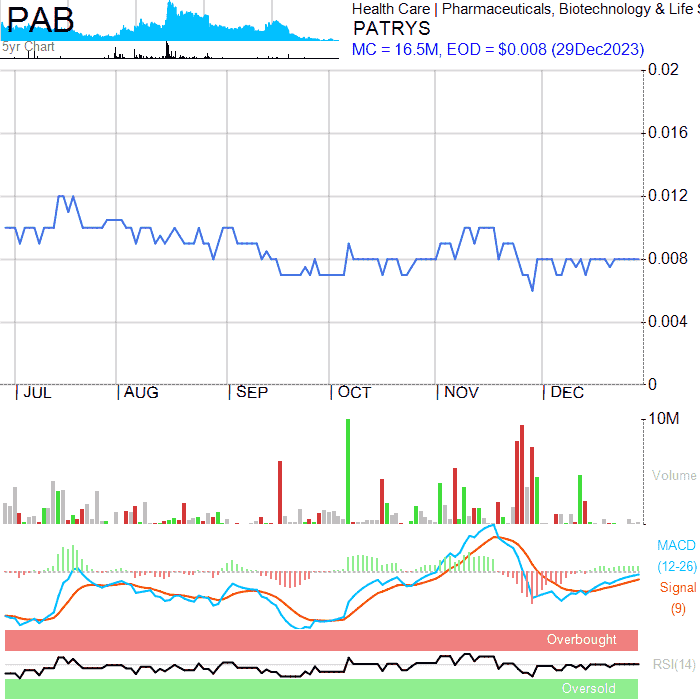 PAB
5yr Chart
Health Care | Pharmaceuticals, Biotechnology & Life
PATRYS
MC = 16.5M, EOD = $0.008 (29Dec2023)
0.02
0.016
0.012
0.008
0.004
0
JUL
AUG
SEP
OCT
NOV
DEC
10M
Volume
MACD
(12-26)
Signal
(9)
Overbought
RSI(14)
Oversold